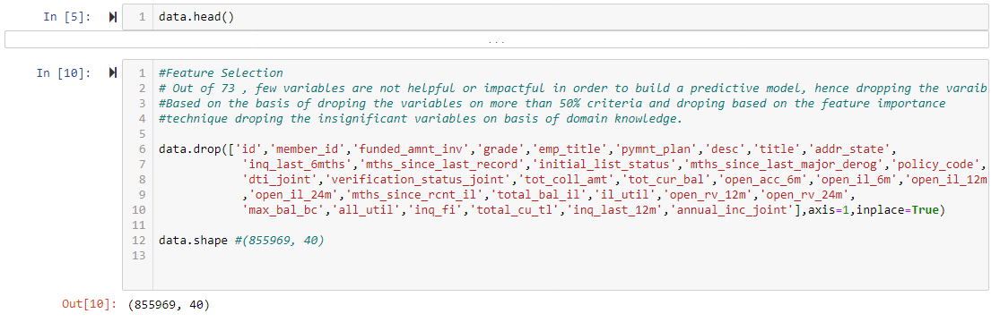 In [5]:
1 data.head()
...
In [10]:
1 #Feature Selection
2 # Out of 73 , few variables are not helpful or impactful in order to build a predictive model, hence dropping the varaib
3 #Based on the basis of droping the variables on more than 50% criteria and droping based on the feature importance
4 #technique droping the insignificant variables on basis of domain knowledge.
5
6 data.drop(['id','member_id','funded_amnt_inv','grade','emp_title','pymnt_plan','desc','title','addr_state',
7 'inq_last_6mths','mths_since_last_record','initial_list_status','mths_since_last_major_derog','policy_code',
8 'dti_joint','verification_status_joint','tot_coll_amt','tot_cur_bal','open_acc_6m','open_il_6m','open_il_12m
9 ,'open_il_24m','mths_since_rcnt_il','total_bal_il','il_util','open_rv_12m','open_rv_24m',
10 'max_bal_bc','all_util','inq_fi','total_cu_tl','inq_last_12m','annual_inc_joint'],axis=1,inplace=True)
11
12 data.shape #(855969, 40)
13
Out[10]: (855969, 40)